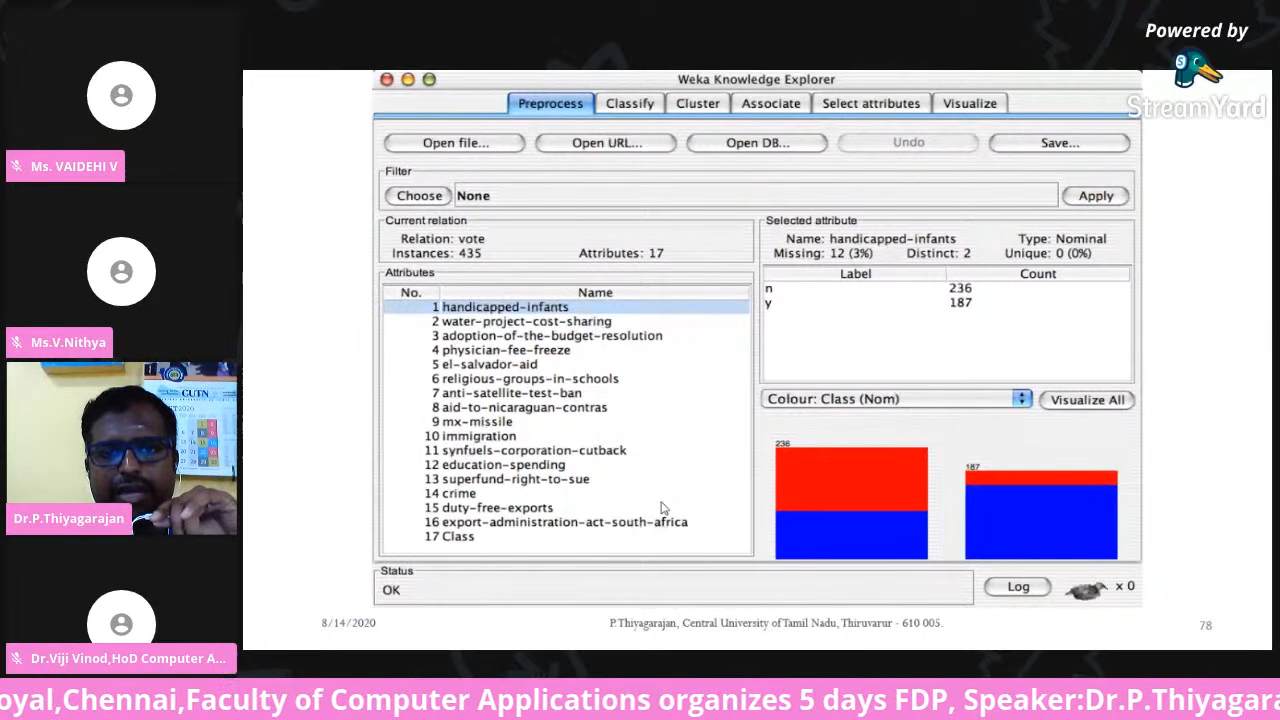 Powered by
StreamYard
Ms. VAIDEHI V
Ms.V.Nithya
CUTN
2020
Dr.P.Thiyagarajan
Dr.Viji Vinod,HoD Computer A...
Weka Knowledge Explorer
Preprocess Classify Cluster Associate Select attributes Visualize
Open file... Open URL... Open DB... Undo Save...
Filter
Choose None Apply
Current relation
Relation: vote
Instances: 435 Attributes: 17
Attributes
No. Name
1 handicapped-infants
2 water-project-cost-sharing
3 adoption-of-the-budget-resolution
4 physician-fee-freeze
5 el-salvador-aid
6 religious-groups-in-schools
7 anti-satellite-test-ban
8 aid-to-nicaraguan-contras
9 mx-missile
10 immigration
11 synfuels-corporation-cutback
12 education-spending
13 superfund-right-to-sue
14 crime
15 duty-free-exports
16 export-administration-act-south-africa
17 Class
Selected attribute
Name: handicapped-infants Type: Nominal
Missing: 12 (3%) Distinct: 2 Unique: 0 (0%)
Label Count
n 236
y 187
Colour: Class (Nom) Visualize All
236
187
Status
OK
Log x 0
8/14/2020 P.Thiyagarajan, Central University of Tamil Nadu, Thiruvarur - 610 005. 78
oyal,Chennai,Faculty of Computer Applications organizes 5 days FDP, Speaker:Dr.P.Thiyagara